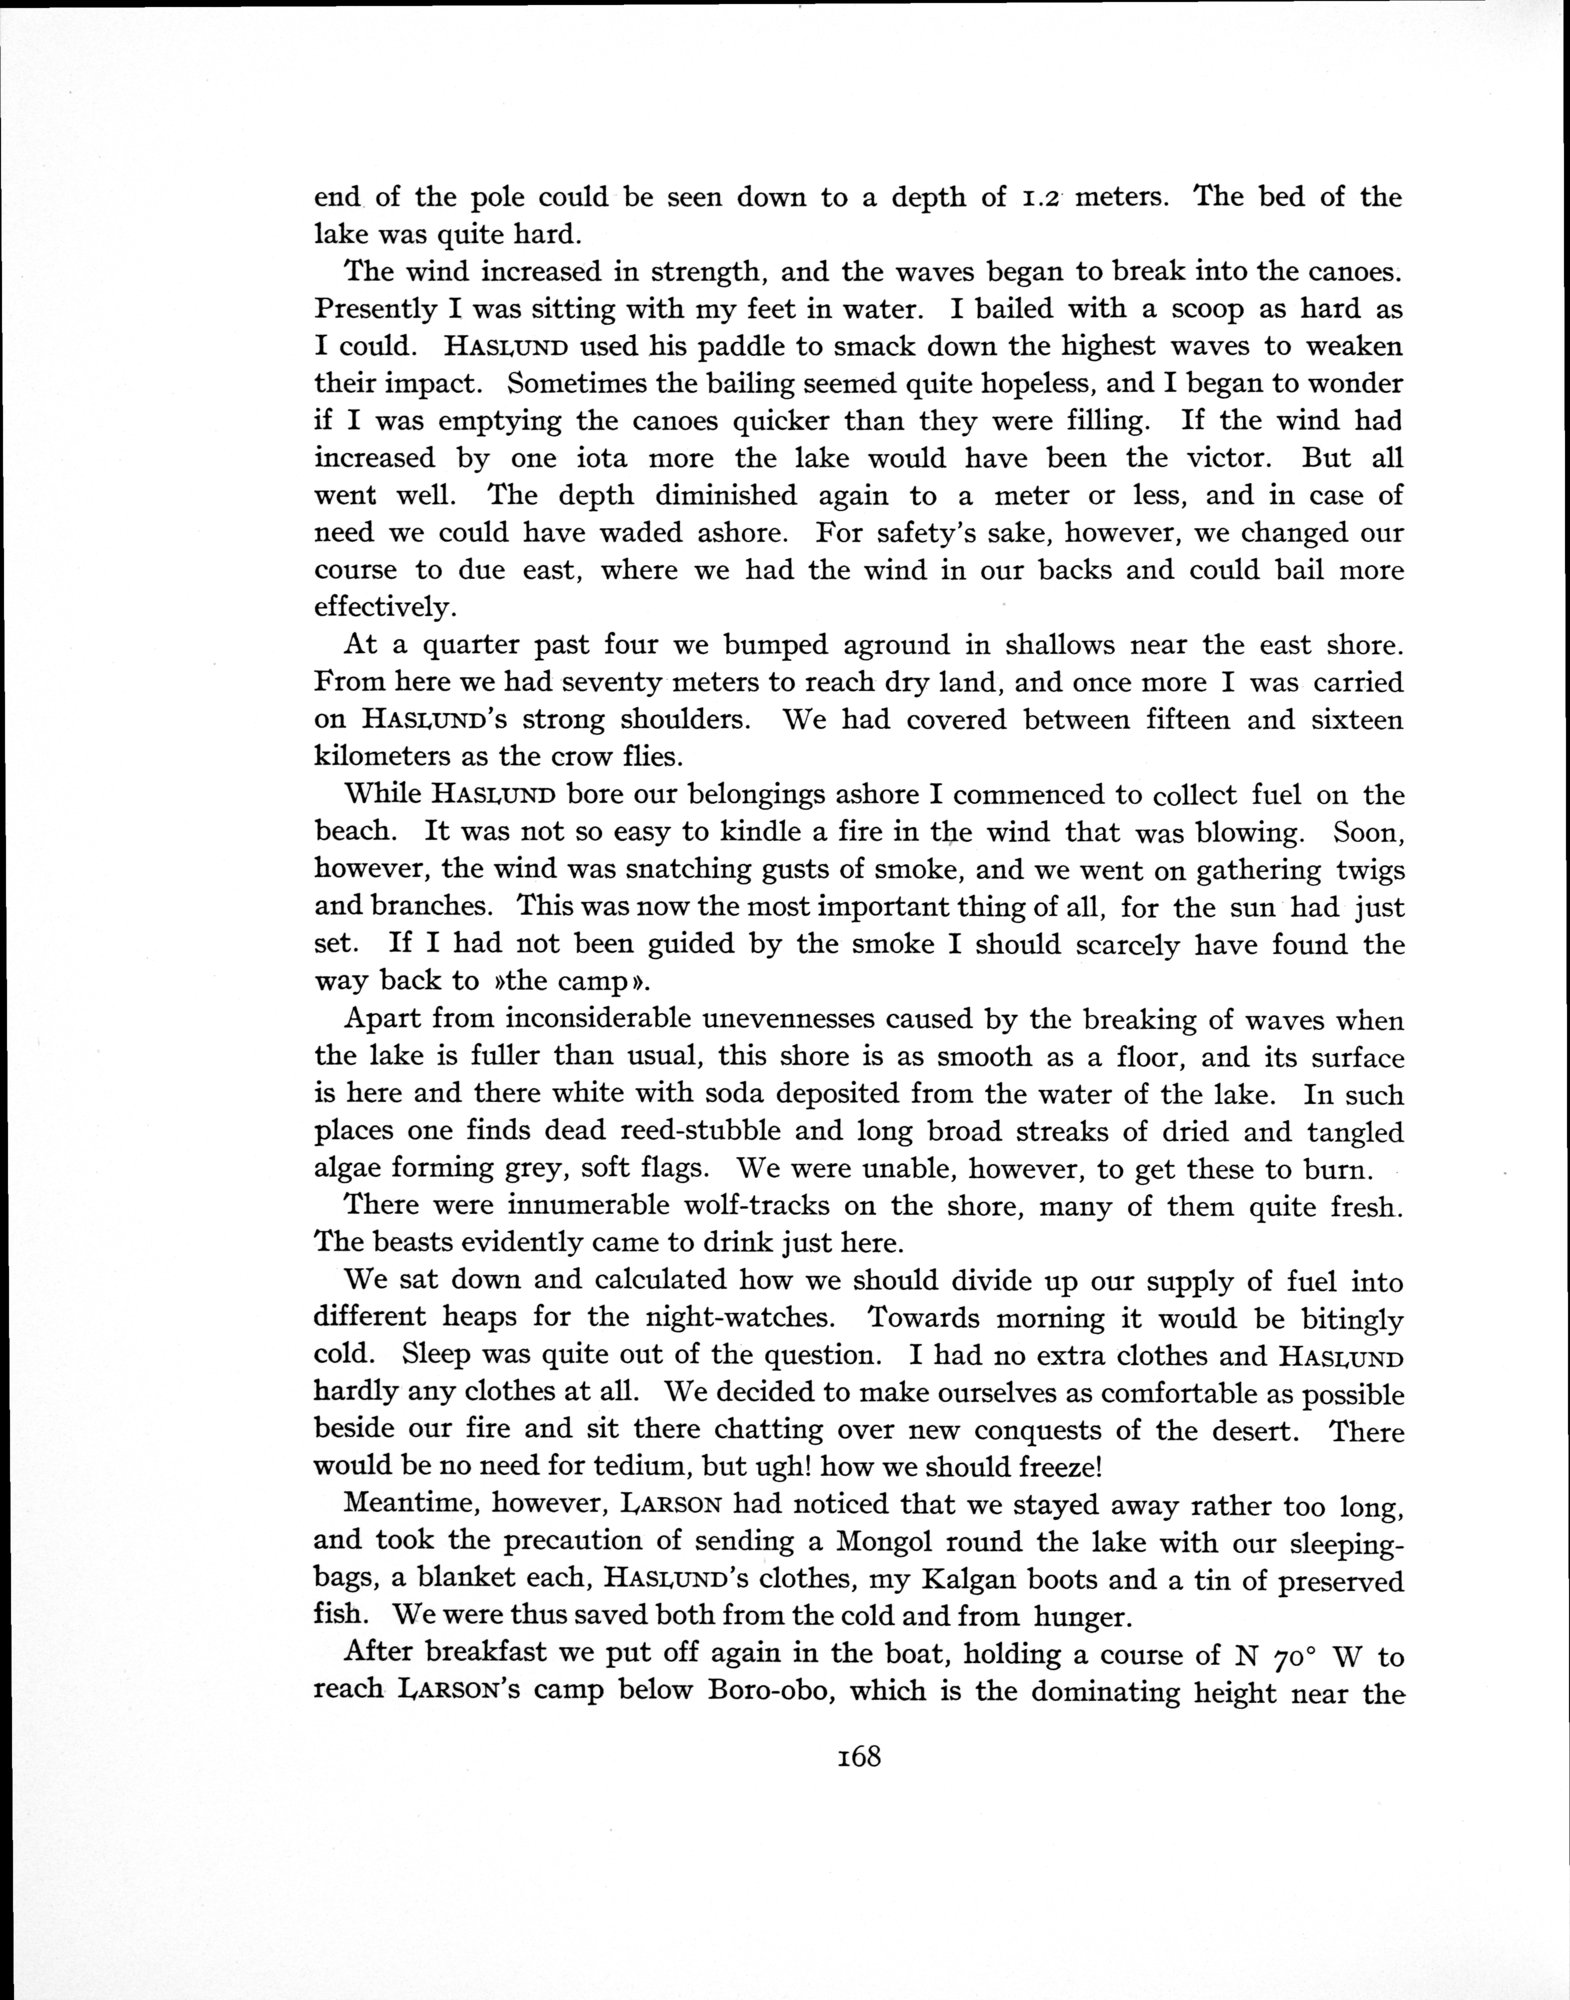 end of the pole could be seen down to a depth of 1.2 meters. The bed of the
lake was quite hard.
The wind increased in strength, and the waves began to break into the canoes.
Presently I was sitting with my feet in water. I bailed with a scoop as hard as
I could. HASLUND used his paddle to smack down the highest waves to weaken
their impact. Sometimes the bailing seemed quite hopeless, and I began to wonder
if I was emptying the canoes quicker than they were filling. If the wind had
increased by one iota more the lake would have been the victor. But all
went well. The depth diminished again to a meter or less, and in case of
need we could have waded ashore. For safety's sake, however, we changed our
course to due east, where we had the wind in our backs and could bail more
effectively.
At a quarter past four we bumped aground in shallows near the east shore.
From here we had seventy meters to reach dry land, and once more I was carried
on HASLUND's strong shoulders. We had covered between fifteen and sixteen
kilometers as the crow flies.
While HASLUND bore our belongings ashore I commenced to collect fuel on the
beach. It was not so easy to kindle a fire in the wind that was blowing. Soon,
however, the wind was snatching gusts of smoke, and we went on gathering twigs
and branches. This was now the most important thing of all, for the sun had just
set. If I had not been guided by the smoke I should scarcely have found the
way back to »the camp».
Apart from inconsiderable unevennesses caused by the breaking of waves when
the lake is fuller than usual, this shore is as smooth as a floor, and its surface
is here and there white with soda deposited from the water of the lake. In such
places one finds dead reed-stubble and long broad streaks of dried and tangled
algae forming grey, soft flags. We were unable, however, to get these to burn.
There were innumerable wolf-tracks on the shore, many of them quite fresh.
The beasts evidently came to drink just here.
We sat down and calculated how we should divide up our supply of fuel into
different heaps for the night-watches. Towards morning it would be bitingly
cold. Sleep was quite out of the question. I had no extra clothes and HASLUND
hardly any clothes at all. We decided to make ourselves as comfortable as possible
beside our fire and sit there chatting over new conquests of the desert. There
would be no need for tedium, but ugh! how we should freeze!
Meantime, however, LARSON had noticed that we stayed away rather too long,
and took the precaution of sending a Mongol round the lake with our sleeping-
bags, a blanket each, HASLUND's clothes, my Kalgan boots and a tin of preserved
fish. We were thus saved both from the cold and from hunger.
After breakfast we put off again in the boat, holding a course of N 70° W to
reach LARSON's camp below Boro-obo, which is the dominating height near the
168